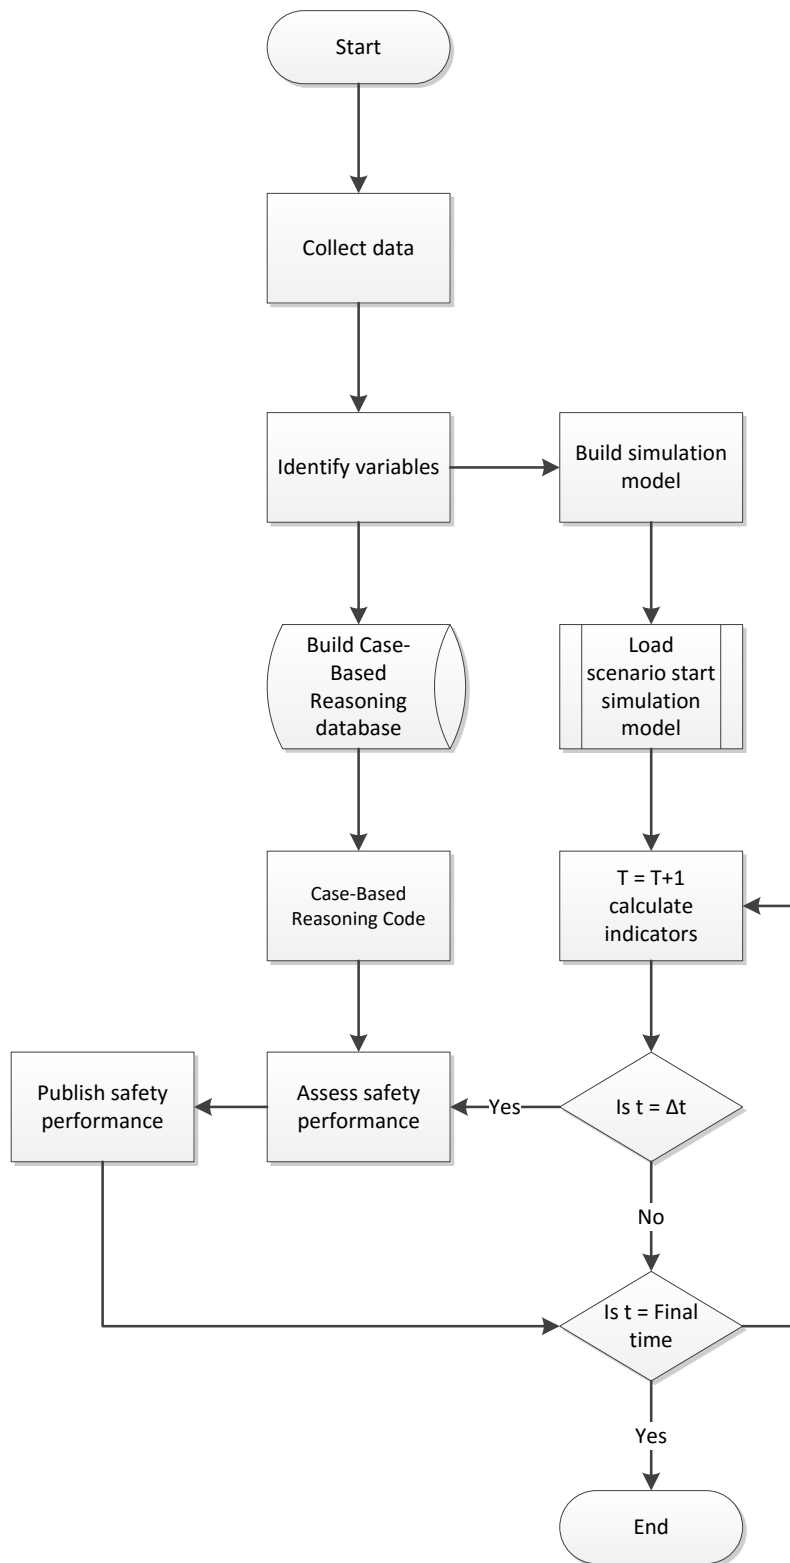 Start
Collect data
Identify variables
Build simulation
model
Build Case-
Based
Reasoning
database
Load
scenario start
simulation
model
Case-Based
Reasoning Code
T = T+1
calculate
indicators
Publish safety
performance
Assess safety
performance
Yes
Is t = Δt
No
Is t = Final
time
Yes
End